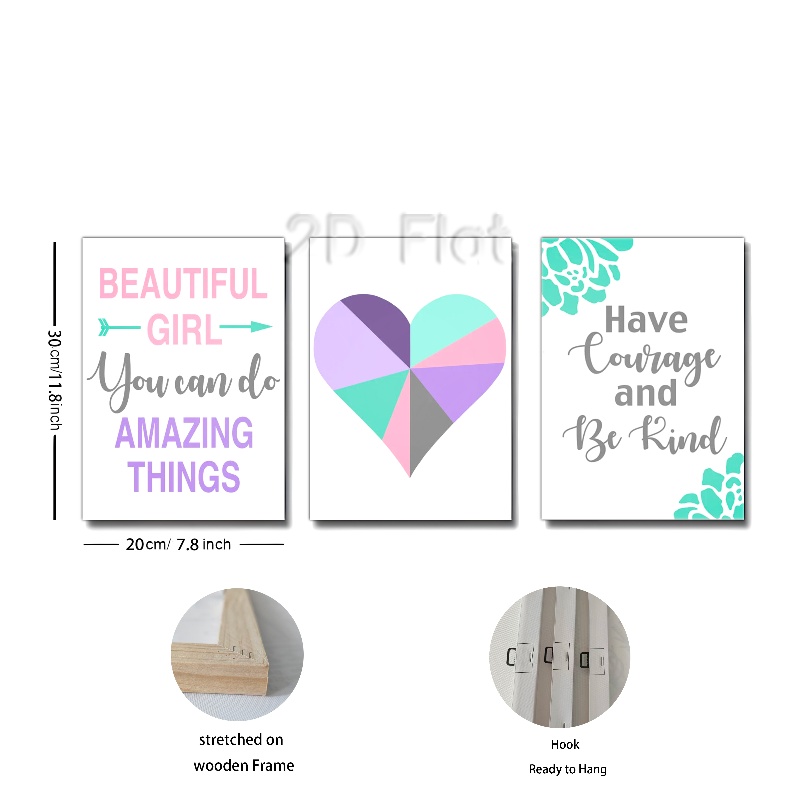 2D Flat
BEAUTIFUL
GIRL
You can do
AMAZING
THINGS
Have
Courage
and
Be Kind
30cm/11.8inch
20cm/ 7.8 inch
stretched on
wooden Frame
Hook
Ready to Hang